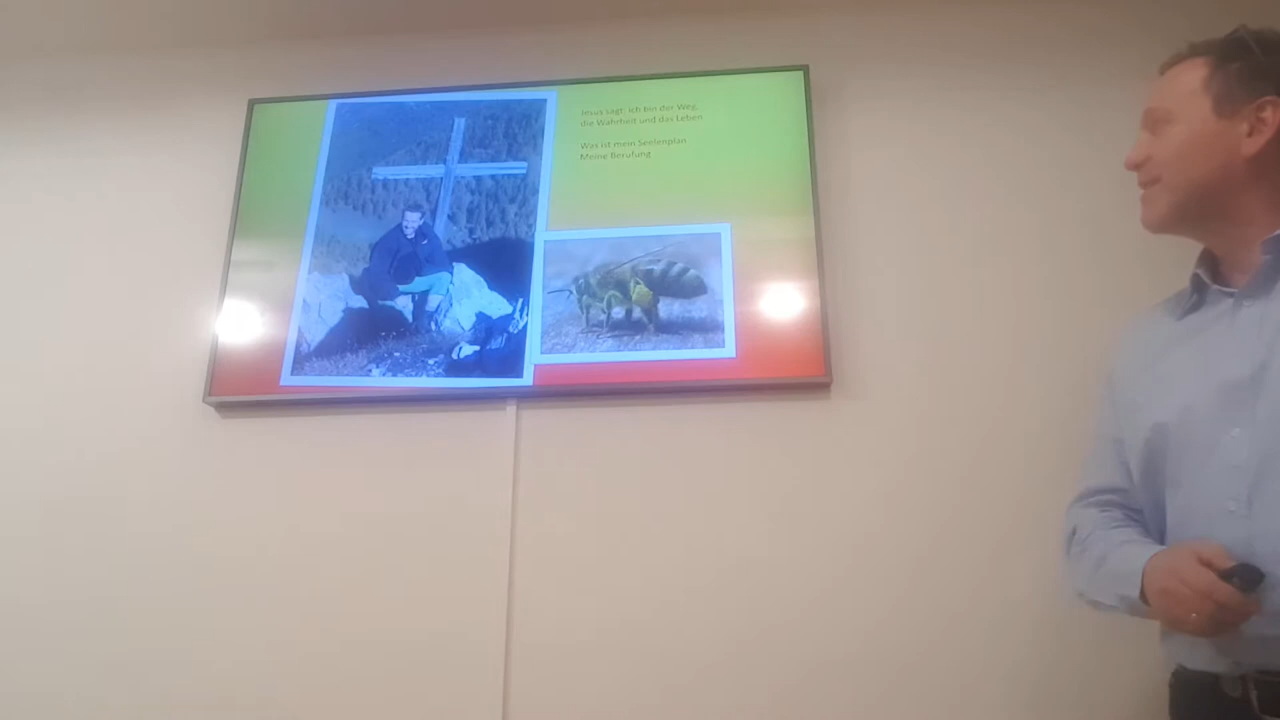 Jesus sagt: ich bin der Weg,
die Wahrheit und das Leben
Was ist mein Seelenplan
Meine Berufung